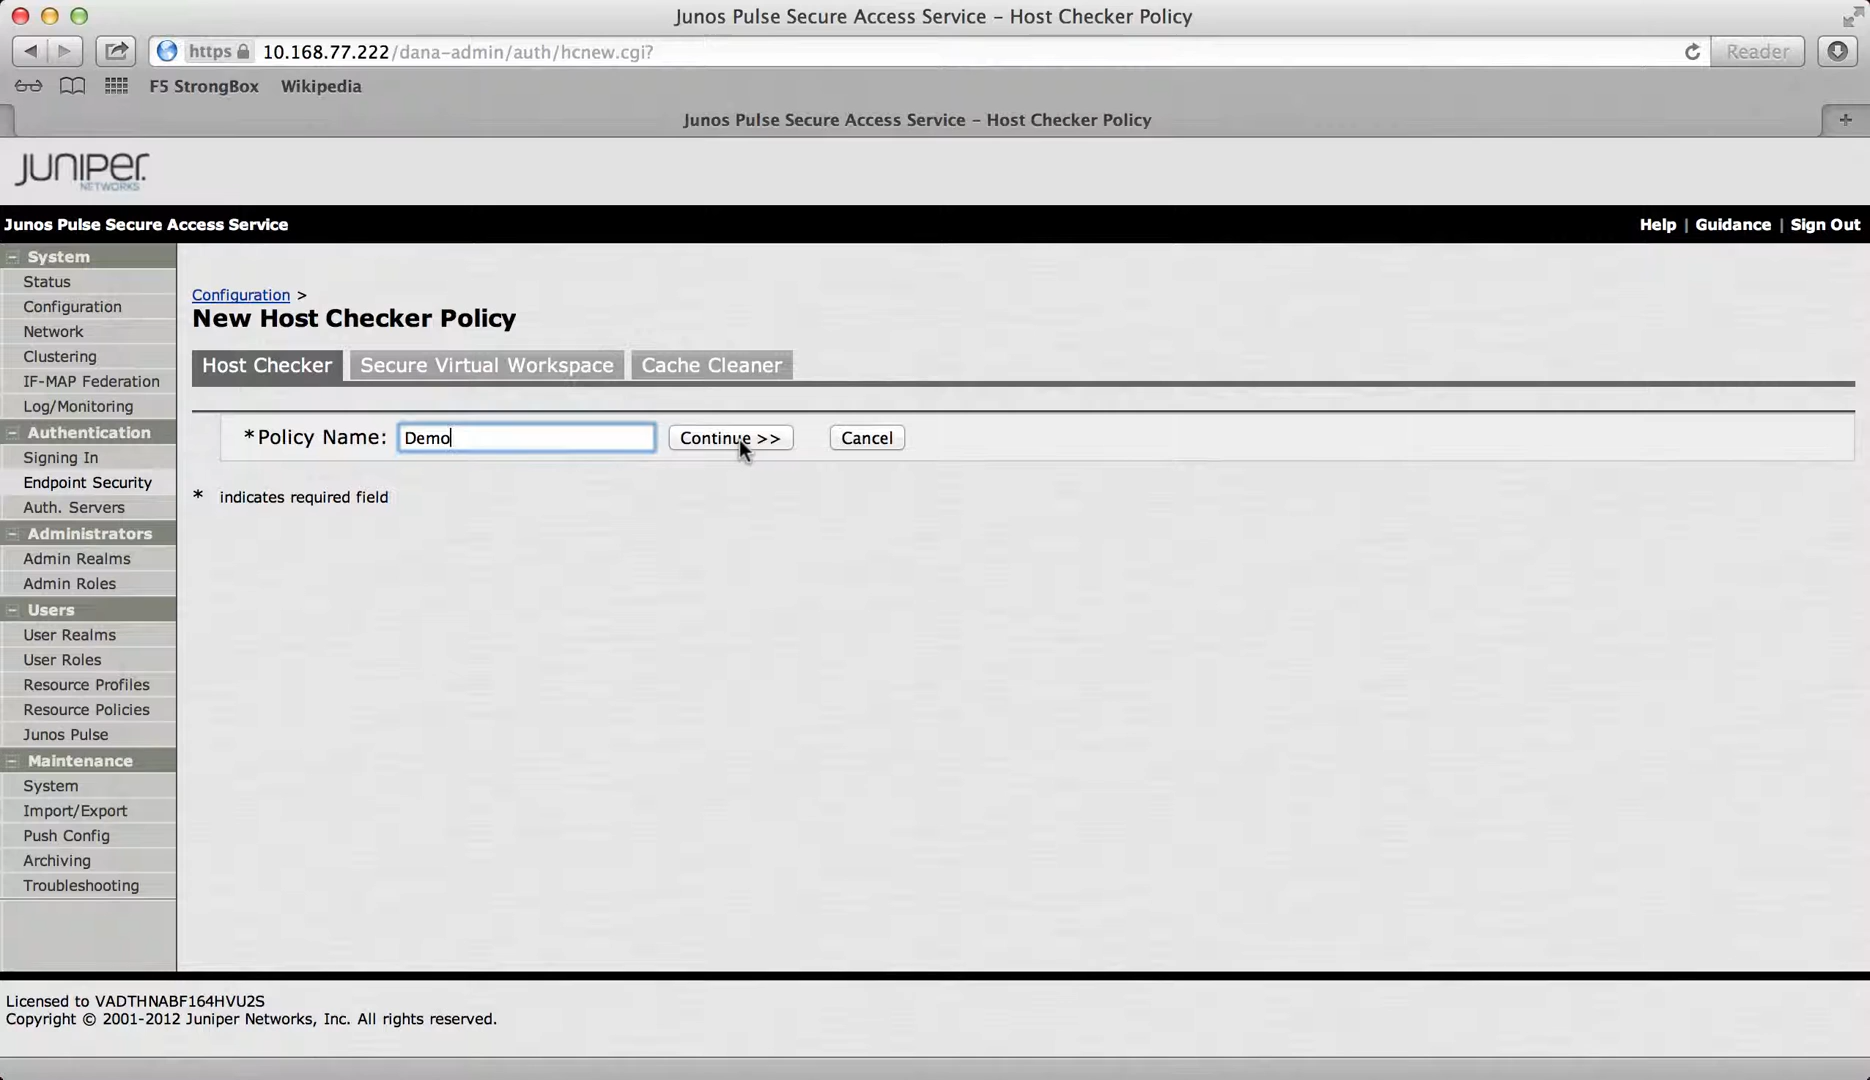 Junos Pulse Secure Access Service – Host Checker Policy
https 10.168.77.222/dana-admin/auth/hcnew.cgi?
Reader
F5 StrongBox Wikipedia
Junos Pulse Secure Access Service – Host Checker Policy
JUNIPER
NETWORKS
Junos Pulse Secure Access Service
Help | Guidance | Sign Out
System
Status
Configuration
Network
Clustering
IF-MAP Federation
Log/Monitoring
Authentication
Signing In
Endpoint Security
Auth. Servers
Administrators
Admin Realms
Admin Roles
Users
User Realms
User Roles
Resource Profiles
Resource Policies
Junos Pulse
Maintenance
System
Import/Export
Push Config
Archiving
Troubleshooting
Configuration >
New Host Checker Policy
Host Checker Secure Virtual Workspace Cache Cleaner
*Policy Name: Demo Continue >> Cancel
* indicates required field
Licensed to VADTHNABF164HVU2S
Copyright © 2001-2012 Juniper Networks, Inc. All rights reserved.